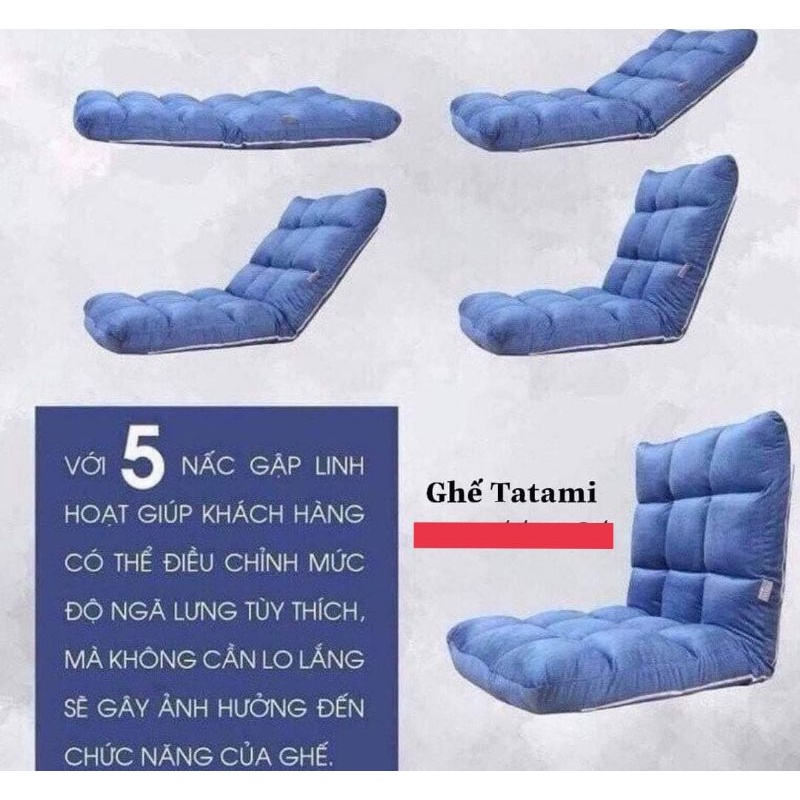 VỚI 5 NẤC GẬP LINH
HOẠT GIÚP KHÁCH HÀNG
CÓ THỂ ĐIỀU CHỈNH MỨC
ĐỘ NGÃ LƯNG TÙY THÍCH,
MÀ KHÔNG CẦN LO LẮNG
SẼ GÂY ẢNH HƯỞNG ĐẾN
CHỨC NĂNG CỦA GHẾ.
Ghế Tatami